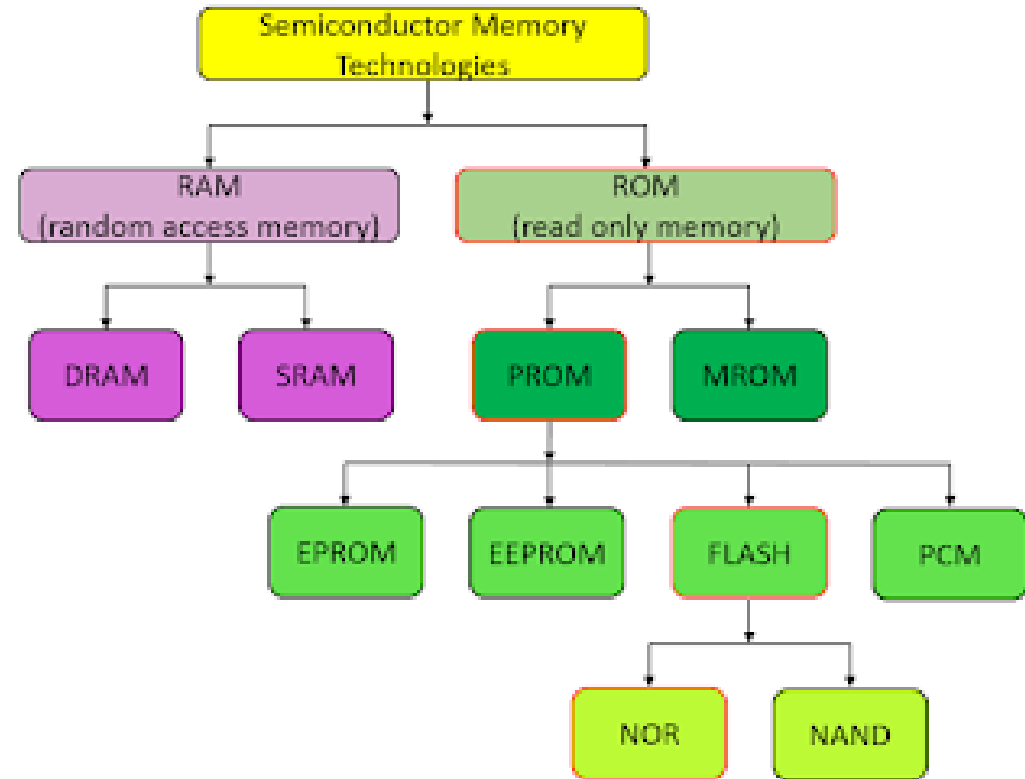 Semiconductor Memory
Technologies
RAM
(random access memory)
ROM
(read only memory)
DRAM
SRAM
PROM
MROM
EPROM
EEPROM
FLASH
PCM
NOR
NAND